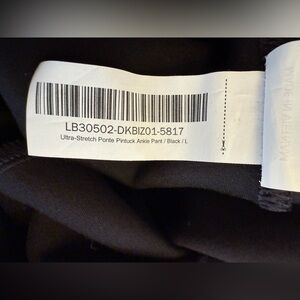 LB30502-DKBIZ01-5817
Ultra-Stretch Ponte Pintuck Ankle Pant / Black / L